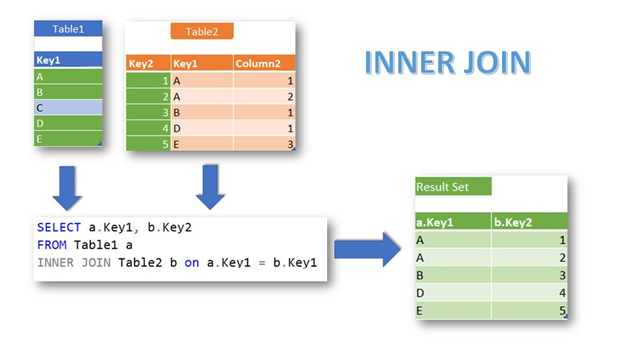 Table1
Key1
A
B
C
D
E
Table2
Key2 Key1 Column2
1 A 1
2 A 2
3 B 1
4 D 1
5 E 3
INNER JOIN
SELECT a.Key1, b.Key2
FROM Table1 a
INNER JOIN Table2 b on a.Key1 = b.Key1
Result Set
a.Key1 b.Key2
A 1
A 2
B 3
D 4
E 5